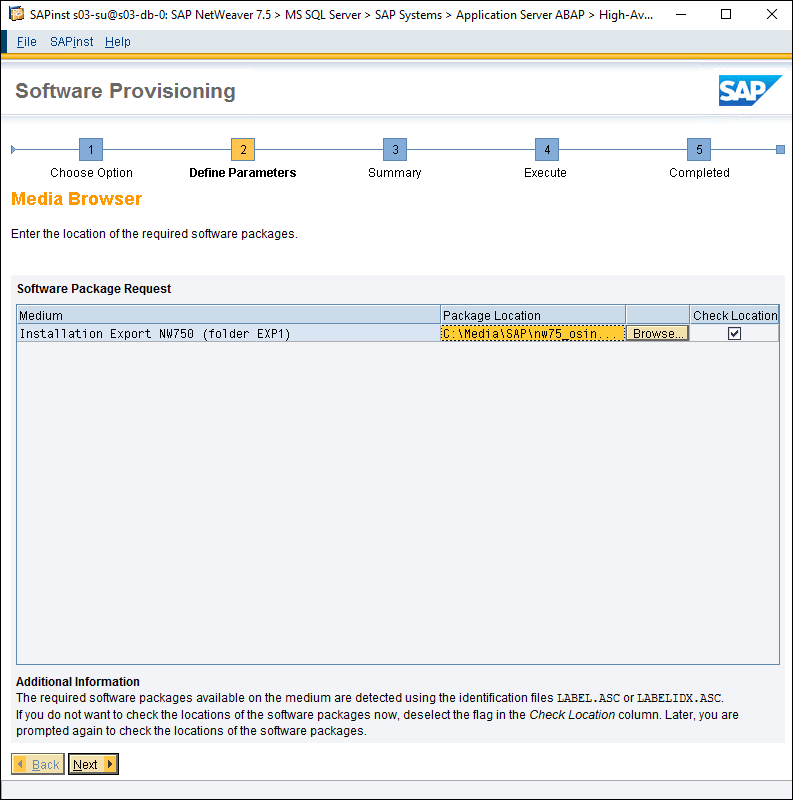 SAPinst s03-su@s03-db-0: SAP NetWeaver 7.5 > MS SQL Server > SAP Systems > Application Server ABAP > High-Av...
File SAPinst Help
Software Provisioning
SAP
1 2 3 4 5
Choose Option Define Parameters Summary Execute Completed
Media Browser
Enter the location of the required software packages.
Software Package Request
Medium Package Location Check Location
Installation Export NW750 (folder EXP1) C:\Media\SAP\nw75_osin... Browse...
Additional Information
The required software packages available on the medium are detected using the identification files LABEL.ASC or LABELIDX.ASC.
If you do not want to check the locations of the software packages now, deselect the flag in the Check Location column. Later, you are
prompted again to check the locations of the software packages.
Back Next